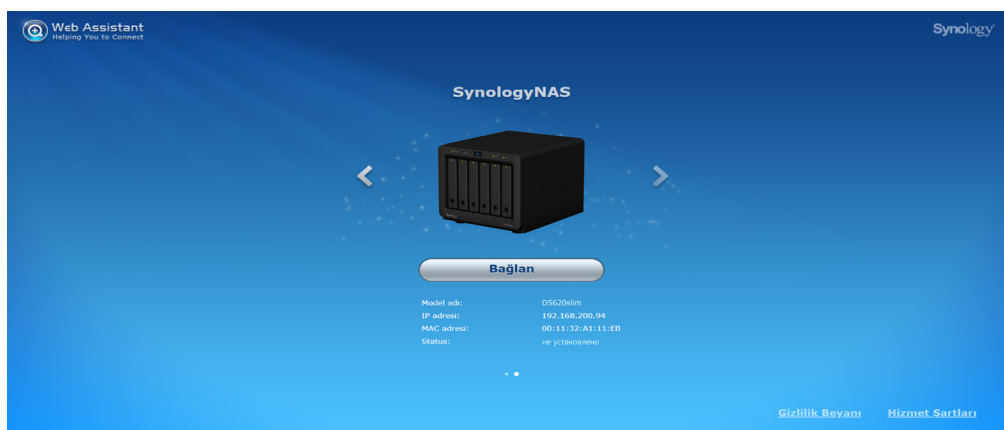 Web Assistant
Helping You to Connect
Synology
SynologyNAS
Bağlan
Model adı: DS620slim
IP adresi: 192.168.200.94
MAC adresi: 00:11:32:A1:11:EB
Status: не установлено
Gizlilik Beyanı Hizmet Şartları